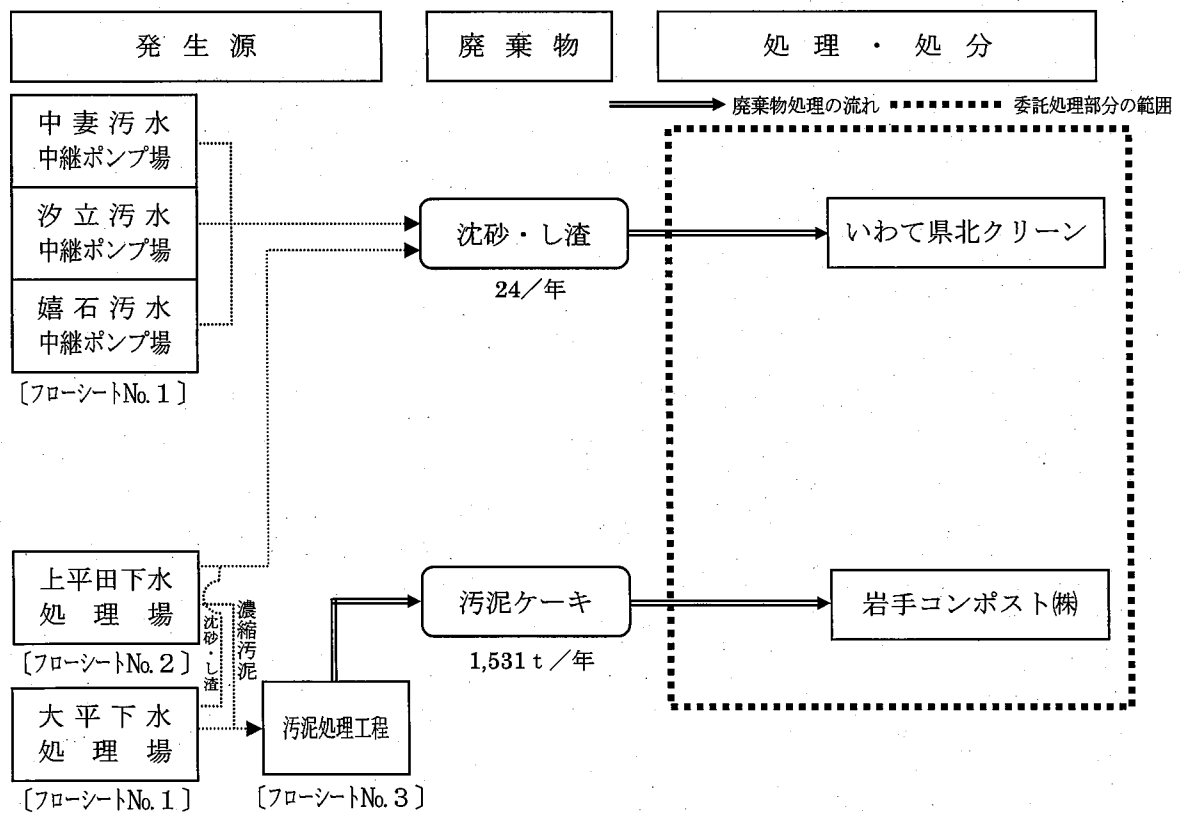 発生源
廃棄物
処理・処分
廃棄物処理の流れ
委託処理部分の範囲
中妻汚水
中継ポンプ場
汐立汚水
中継ポンプ場
嬉石汚水
中継ポンプ場
〔フローシートNo.1〕
沈砂・し渣
24／年
いわて県北クリーン
上平田下水
処理場
〔フローシートNo.2〕
沈砂・し渣
濃縮汚泥
大平下水
処理場
〔フローシートNo.1〕
汚泥処理工程
〔フローシートNo.3〕
汚泥ケーキ
1,531ｔ／年
岩手コンポスト㈱